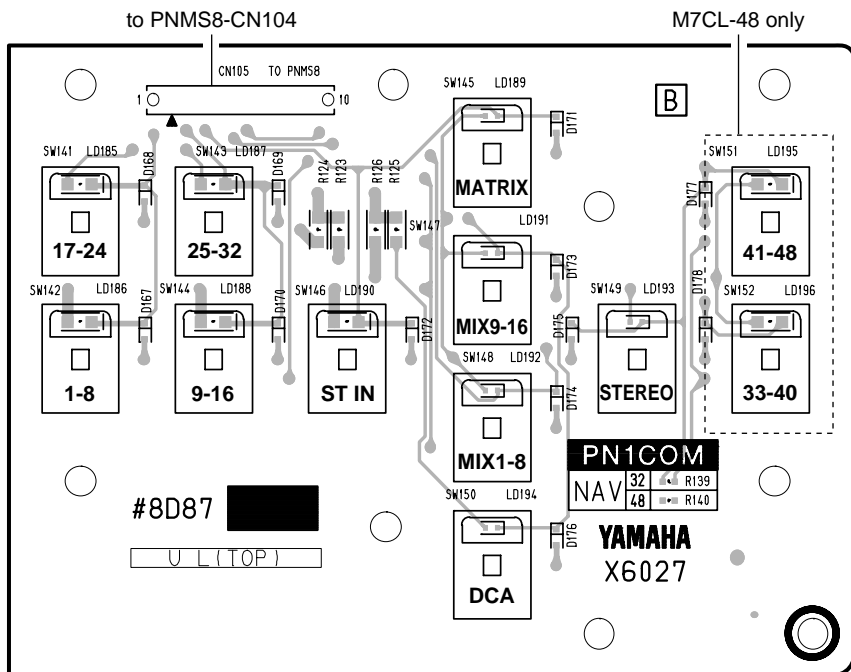 to PNMS8-CN104
M7CL-48 only
CN105 TO PNMS8
1
10
SW145 LD189
D171
B
MATRIX
SW141 LD185
D168
SW143 LD187
D169
R124
R123
R126
R125
SW151 LD195
D177
17-24
25-32
SW147
LD191
41-48
SW142 LD186
D167
SW144 LD188
D170
SW146 LD190
D172
D173
MIX9-16
SW149 LD193
D175
D178
SW152 LD196
1-8
9-16
ST IN
SW148 LD192
D174
STEREO
33-40
MIX1-8
PN1COM
NAV
32 R139
48 R140
#8D87
SW150 LD194
D176
YAMAHA
X6027
U L(TOP)
DCA